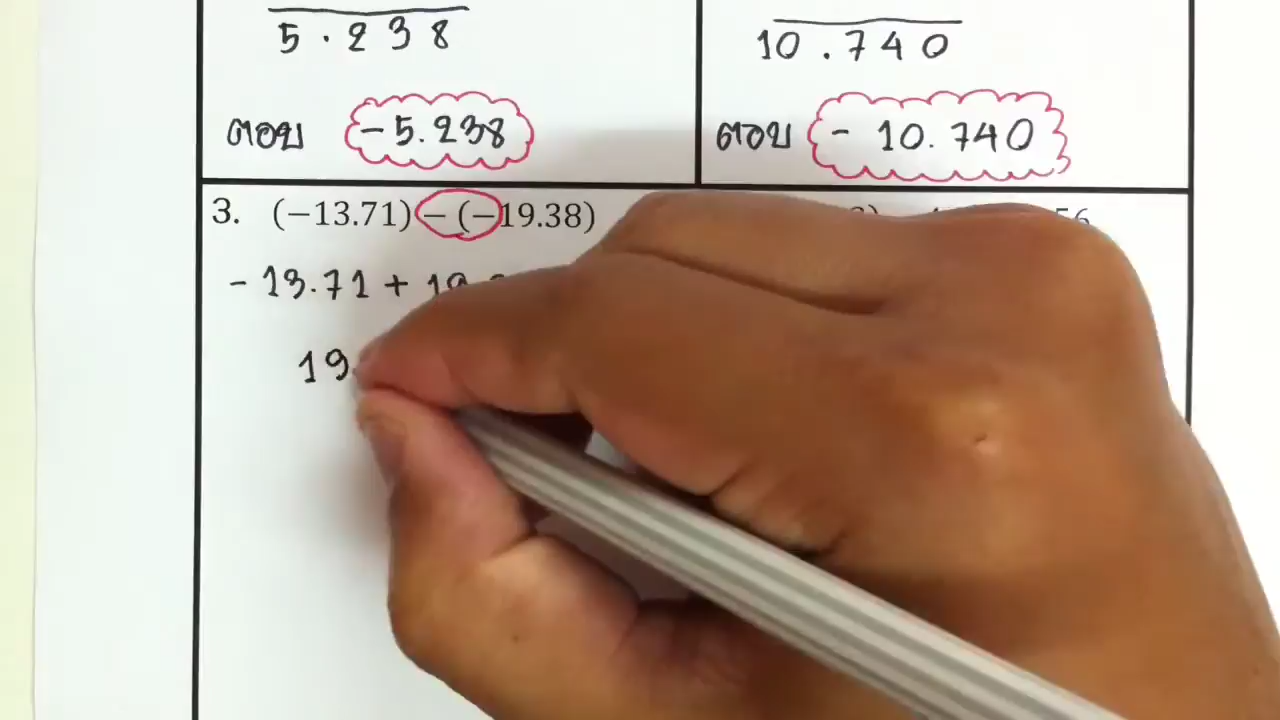 5.238
10.740
ตอบ -5.238
ตอบ - 10.740
3. (−13.71) − (−19.38)
- 13.71 + 19.
19.